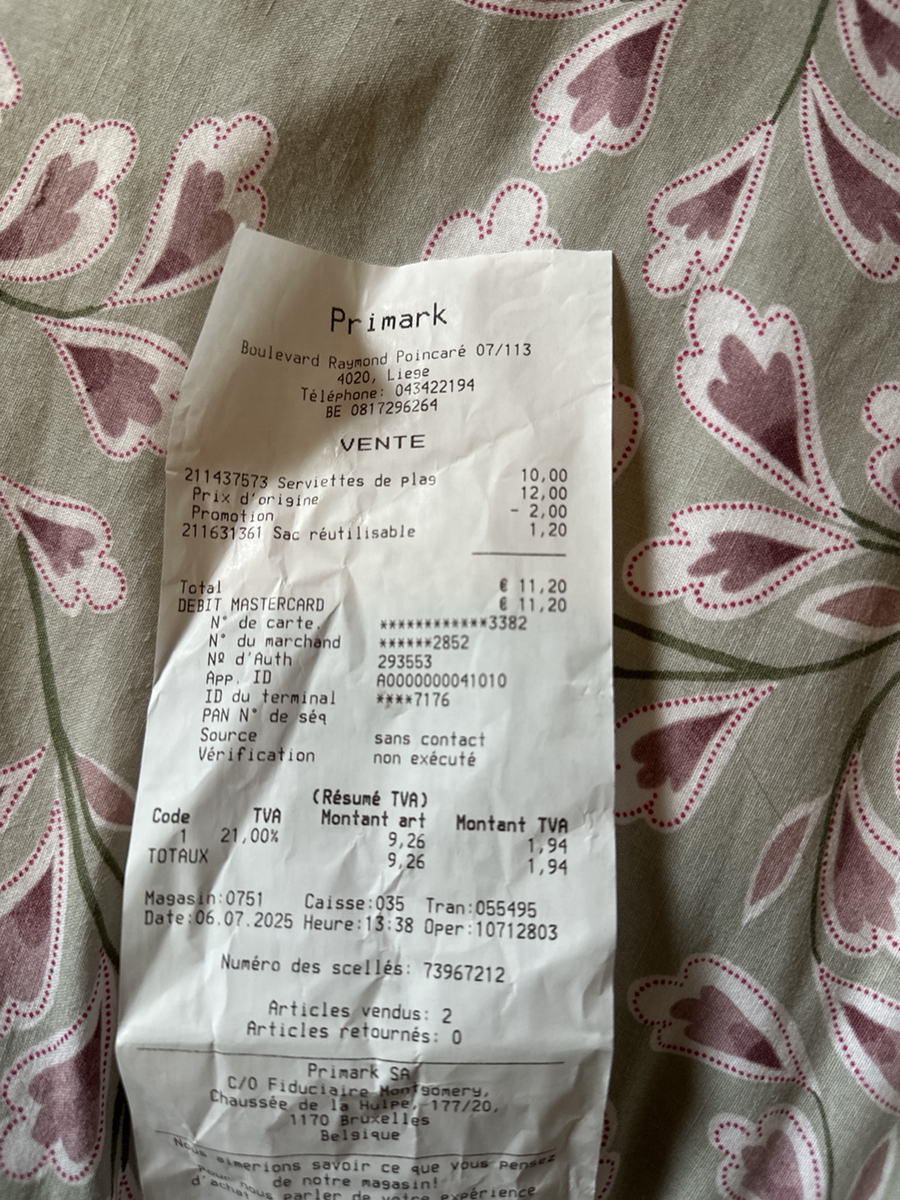 Primark
Boulevard Raymond Poincaré 07/113
4020, Liege
Téléphone: 043422194
BE 0817296264
VENTE
211437573 Serviettes de plag 10,00
Prix d'origine 12,00
Promotion - 2,00
211631361 Sac réutilisable 1,20
Total € 11,20
DEBIT MASTERCARD € 11,20
N° de carte. ************3382
N° du marchand ******2852
Nº d'Auth 293553
App. ID A0000000041010
ID du terminal ****7176
PAN N° de séq
Source sans contact
Vérification non exécuté
(Résumé TVA)
Code TVA Montant art Montant TVA
1 21,00% 9,26 1,94
TOTAUX 9,26 1,94
Magasin:0751 Caisse:035 Tran:055495
Date:06.07.2025 Heure:13:38 Oper:10712803
Numéro des scellés: 73967212
Articles vendus: 2
Articles retournés: 0
Primark SA
C/O Fiduciaire Montgomery,
Chaussée de la Hulpe, 177/20,
1170 Bruxelles
Belgique
Nous aimerions savoir ce que vous pensez
de notre magasin!
nous parler de votre expérience
d'achat